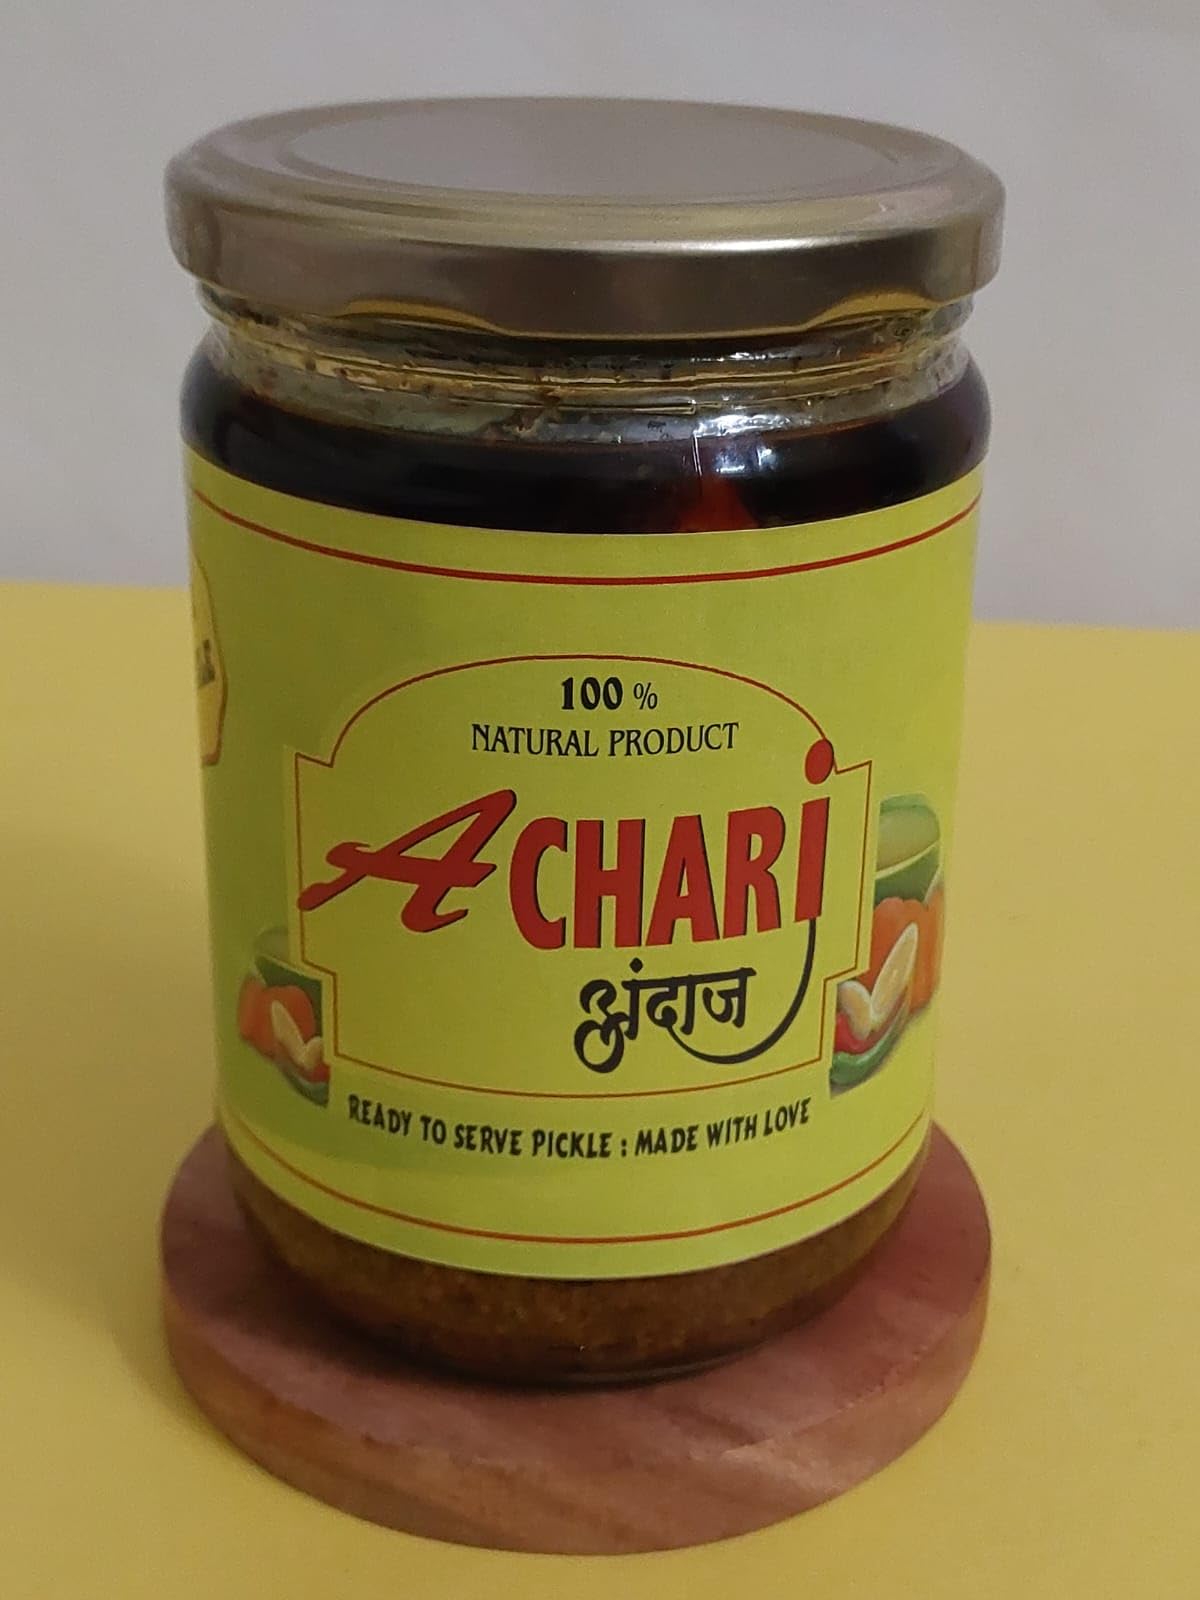 100 %
NATURAL PRODUCT
ACHARi
अंदाज
READY TO SERVE PICKLE : MADE WITH LOVE